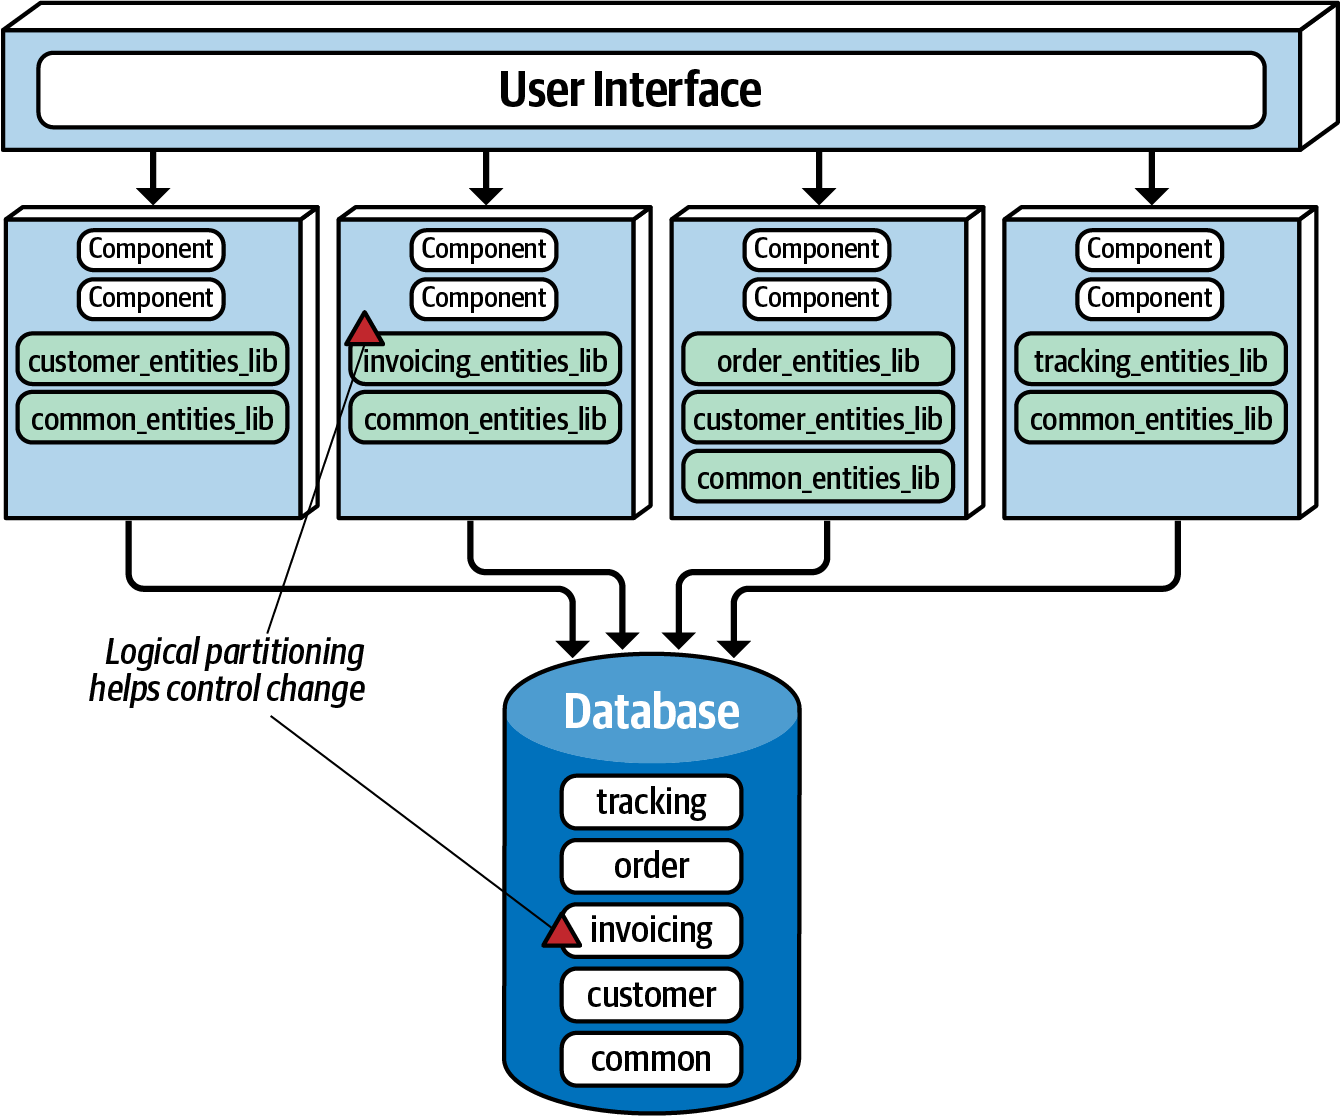 User Interface
Component
Component
customer_entities_lib
common_entities_lib
Component
Component
invoicing_entities_lib
common_entities_lib
Component
Component
order_entities_lib
customer_entities_lib
common_entities_lib
Component
Component
tracking_entities_lib
common_entities_lib
Logical partitioning
helps control change
Database
tracking
order
invoicing
customer
common